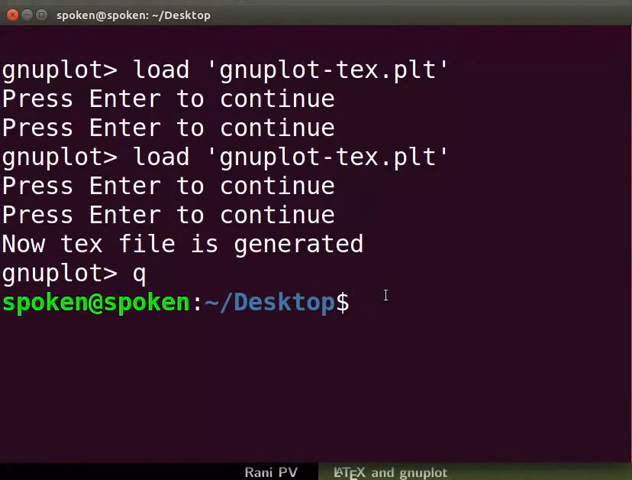 spoken@spoken: ~/Desktop
gnuplot> load 'gnuplot-tex.plt'
Press Enter to continue
Press Enter to continue
gnuplot> load 'gnuplot-tex.plt'
Press Enter to continue
Press Enter to continue
Now tex file is generated
gnuplot> q
spoken@spoken:~/Desktop$
Rani PV LATEX and gnuplot